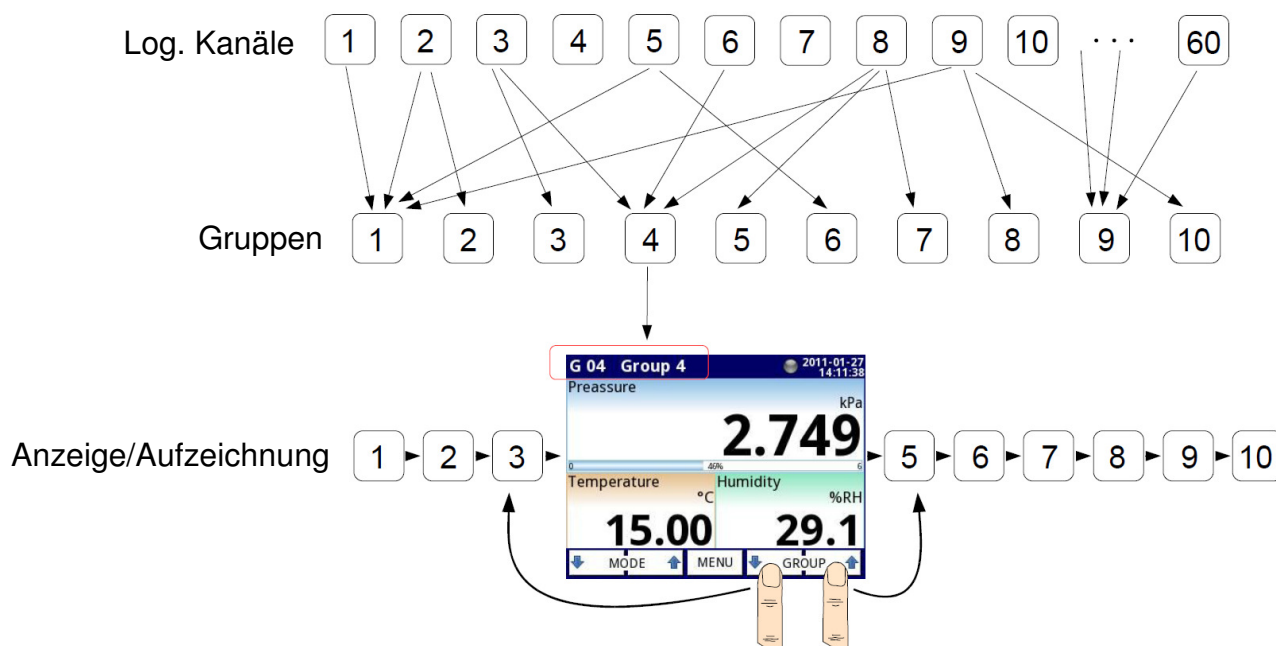 Log. Kanäle 1 2 3 4 5 6 7 8 9 10 ... 60
Gruppen 1 2 3 4 5 6 7 8 9 10
G 04 Group 4 2011-01-27
14:11:38
Preassure
kPa
2.749
0 46% 6
Anzeige/Aufzeichnung 1 2 3 5 6 7 8 9 10
Temperature Humidity
°C %RH
15.00 29.1
MODE MENU GROUP